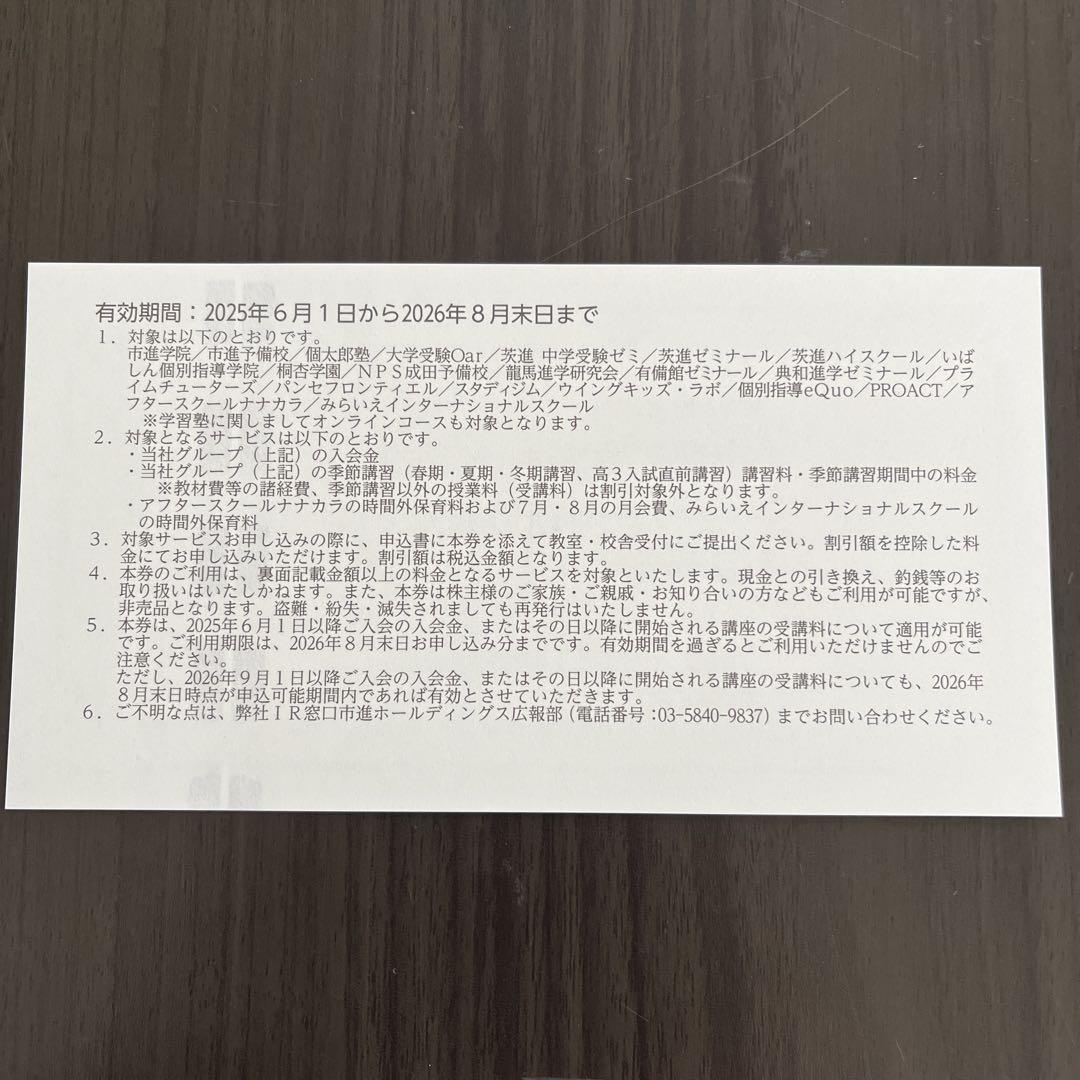 有効期間：2025年６月１日から2026年８月末日まで
１．対象は以下のとおりです。
市進学院／市進予備校／個太郎塾／大学受験Oar／茨進 中学受験ゼミ／茨進ゼミナール／茨進ハイスクール／いば
しん個別指導学院／桐杏学園／ＮＰＳ成田予備校／龍馬進学研究会／有備館ゼミナール／典和進学ゼミナール／プラ
イムチューターズ／パンセフロンティエル／スタディジム／ウイングキッズ・ラボ／個別指導eQuo／PROACT／ア
フタースクールナナカラ／みらいえインターナショナルスクール
※学習塾に関しましてオンラインコースも対象となります。
２．対象となるサービスは以下のとおりです。
・当社グループ（上記）の入会金
・当社グループ（上記）の季節講習（春期・夏期・冬期講習、高３入試直前講習）講習料・季節講習期間中の料金
※教材費等の諸経費、季節講習以外の授業料（受講料）は割引対象外となります。
・アフタースクールナナカラの時間外保育料および７月・８月の月会費、みらいえインターナショナルスクール
の時間外保育料
３．対象サービスお申し込みの際に、申込書に本券を添えて教室・校舎受付にご提出ください。割引額を控除した料
金にてお申し込みいただけます。割引額は税込金額となります。
４．本券のご利用は、裏面記載金額以上の料金となるサービスを対象といたします。現金との引き換え、釣銭等のお
取り扱いはいたしかねます。また、本券は株主様のご家族・ご親戚・お知り合いの方などもご利用が可能ですが、
非売品となります。盗難・紛失・滅失されましても再発行はいたしません。
５．本券は、2025年６月１日以降ご入会の入会金、またはその日以降に開始される講座の受講料について適用が可能
です。ご利用期限は、2026年８月末日お申し込み分までです。有効期間を過ぎるとご利用いただけませんのでご
注意ください。
ただし、2026年９月１日以降ご入会の入会金、またはその日以降に開始される講座の受講料についても、2026年
８月末日時点が申込可能期間内であれば有効とさせていただきます。
６．ご不明な点は、弊社ＩＲ窓口市進ホールディングス広報部（電話番号：03-5840-9837）までお問い合わせください。